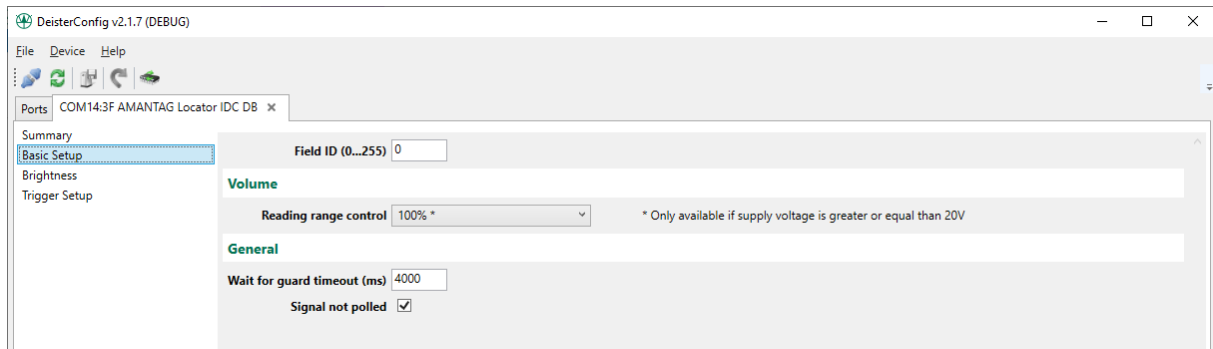 DeisterConfig v2.1.7 (DEBUG)
File Device Help
Ports COM14:3F AMANTAG Locator IDC DB
Summary
Basic Setup
Brightness
Trigger Setup
Field ID (0...255) 0
Volume
Reading range control 100% * * Only available if supply voltage is greater or equal than 20V
General
Wait for guard timeout (ms) 4000
Signal not polled